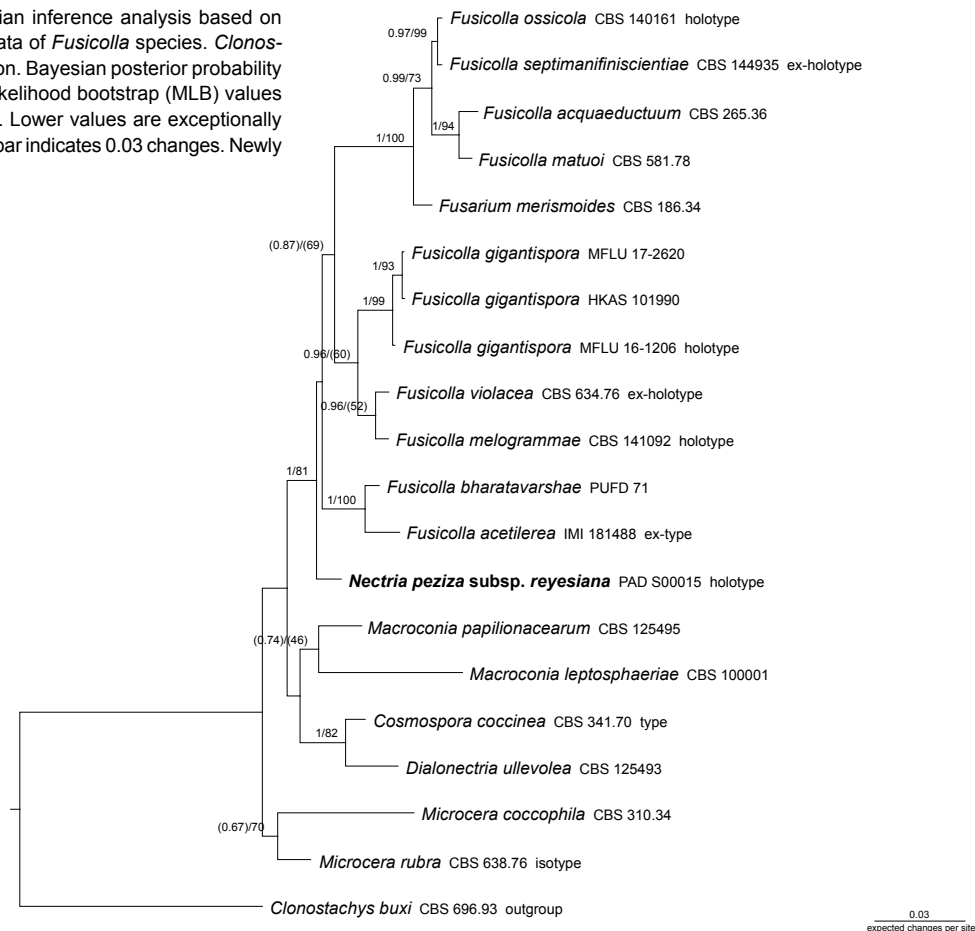 ian inference analysis based on
ata of Fusicolla species. Clonos-
on. Bayesian posterior probability
kelihood bootstrap (MLB) values
. Lower values are exceptionally
bar indicates 0.03 changes. Newly
Fusicolla ossicola CBS 140161 holotype
0.97/99
Fusicolla septimanifiniscientiae CBS 144935 ex-holotype
0.99/73
Fusicolla acquaeductuum CBS 265.36
1/94
Fusicolla matuoi CBS 581.78
1/100
Fusarium merismoides CBS 186.34
(0.87)/(69)
Fusicolla gigantispora MFLU 17-2620
1/93
Fusicolla gigantispora HKAS 101990
1/99
Fusicolla gigantispora MFLU 16-1206 holotype
0.96/(60)
Fusicolla violacea CBS 634.76 ex-holotype
0.96/(52)
Fusicolla melogrammae CBS 141092 holotype
1/81
Fusicolla bharatavarshae PUFD 71
1/100
Fusicolla acetilerea IMI 181488 ex-type
Nectria peziza subsp. reyesiana PAD S00015 holotype
Macroconia papilionacearum CBS 125495
(0.74)/(46)
Macroconia leptosphaeriae CBS 100001
Cosmospora coccinea CBS 341.70 type
1/82
Dialonectria ullevolea CBS 125493
Microcera coccophila CBS 310.34
(0.67)/70
Microcera rubra CBS 638.76 isotype
Clonostachys buxi CBS 696.93 outgroup
0.03
expected changes per site